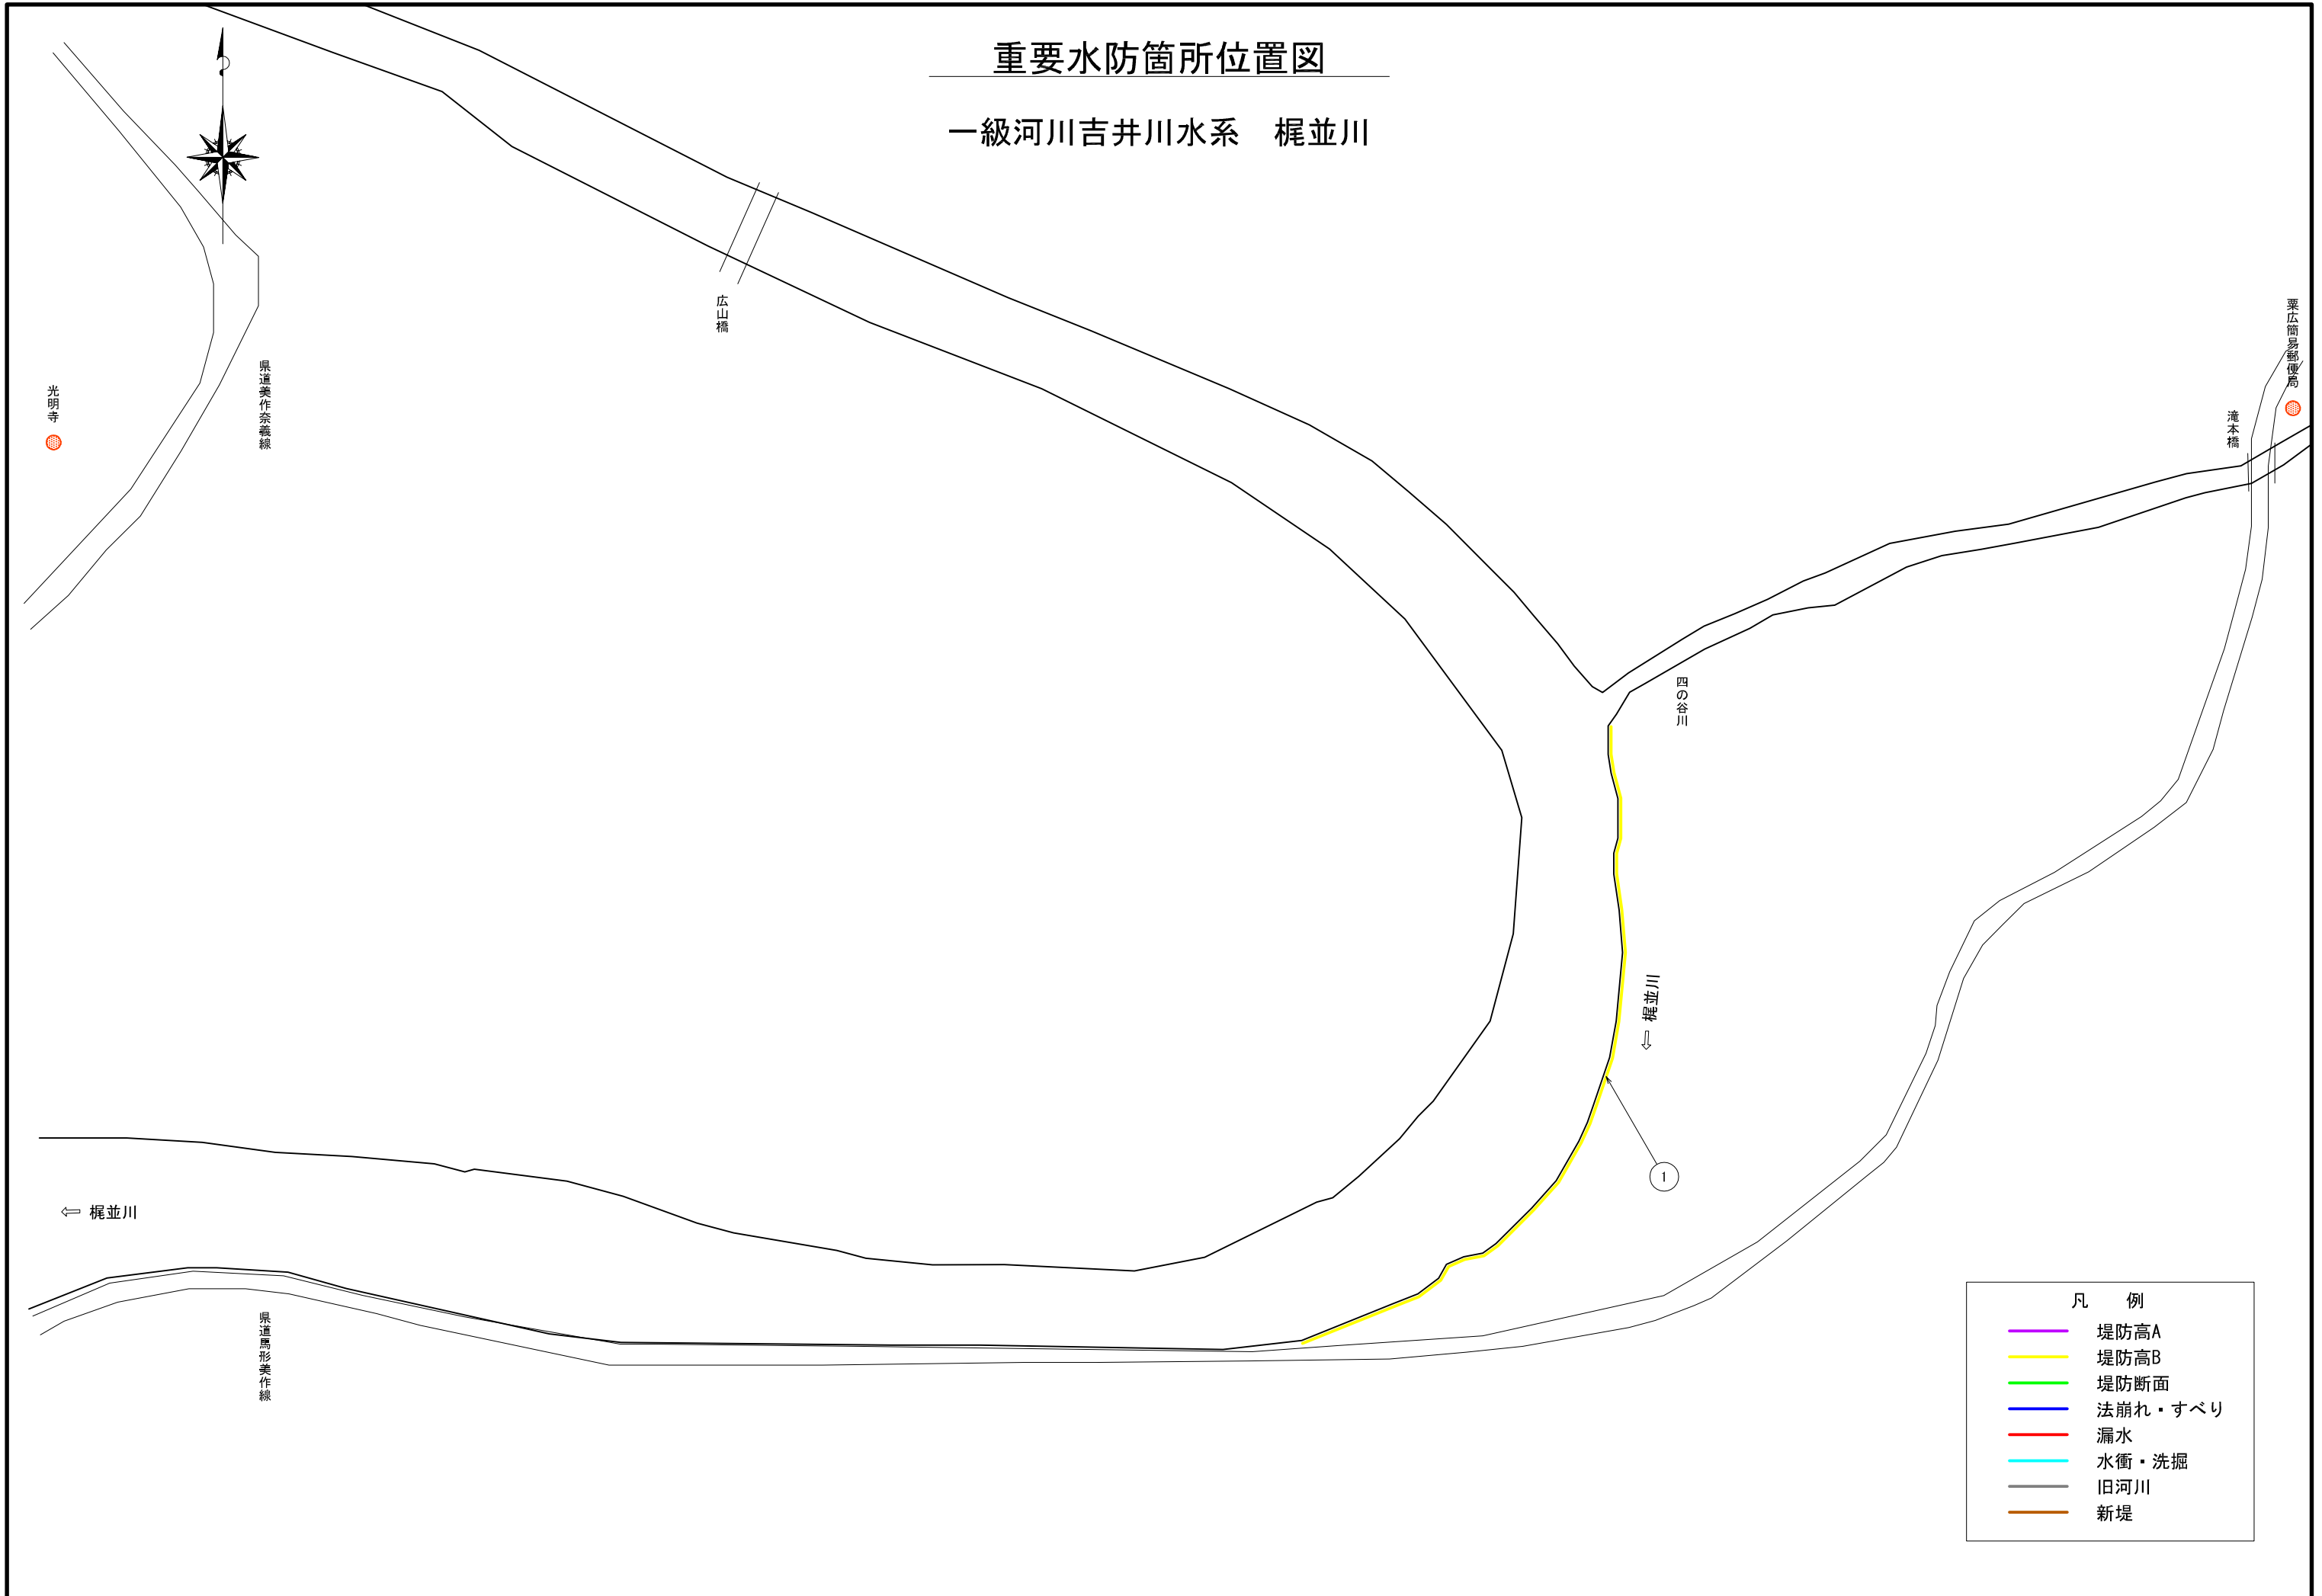 重要水防箇所位置図
一級河川吉井川水系　梶並川
広山橋
粟広簡易郵便局
県道美作奈義線
光明寺
滝本橋
四の谷川
梶並川
1
梶並川
県道馬形美作線
凡　例
堤防高A
堤防高B
堤防断面
法崩れ・すべり
漏水
水衝・洗掘
旧河川
新堤